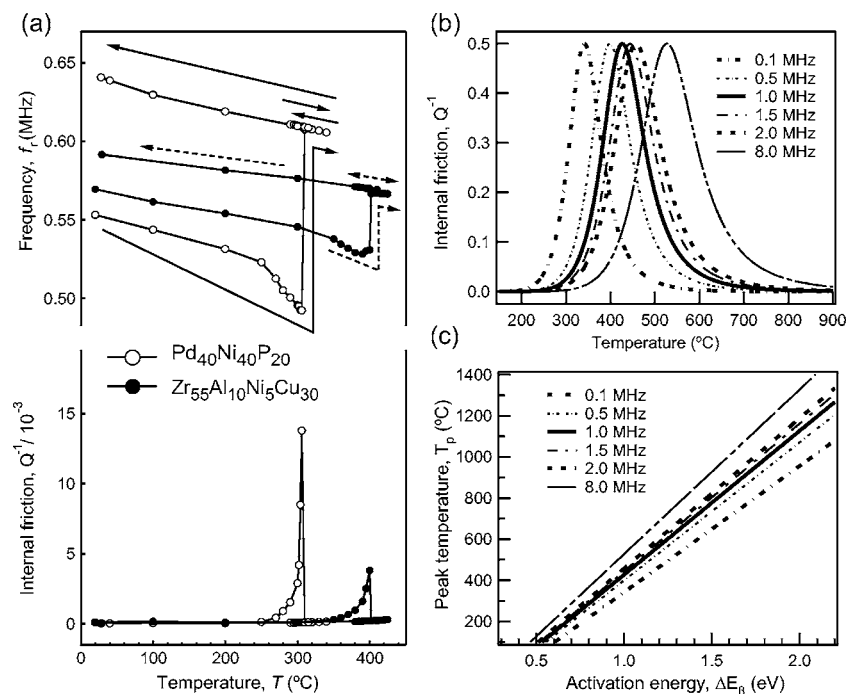 (a)
0.65
0.60
0.55
0.50
Frequency, fr(MHz)
Pd40Ni40P20
Zr55Al10Ni5Cu30
15
10
5
0
Internal friction, Q-1/ 10-3
0
100
200
300
400
Temperature, T (ºC)
(b)
0.5
0.4
0.3
0.2
0.1
0.0
Internal friction, Q-1
0.1 MHz
0.5 MHz
1.0 MHz
1.5 MHz
2.0 MHz
8.0 MHz
200
300
400
500
600
700
800
900
Temperature (ºC)
(c)
1400
1200
1000
800
600
400
200
Peak temperature, Tp (ºC)
0.1 MHz
0.5 MHz
1.0 MHz
1.5 MHz
2.0 MHz
8.0 MHz
0.5
1.0
1.5
2.0
Activation energy, ΔEβ (eV)